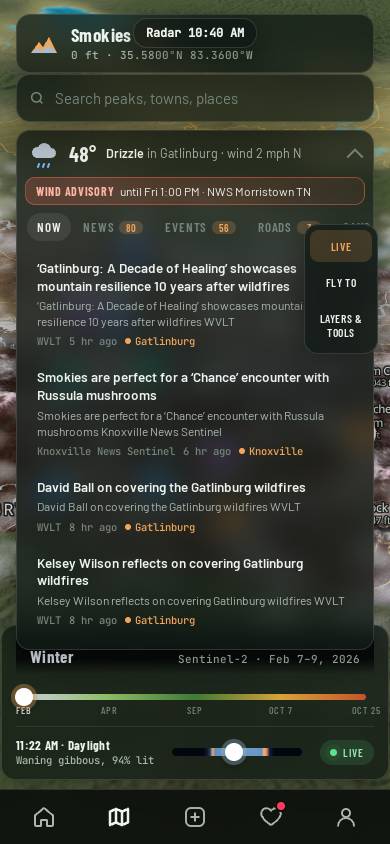 Smokies
Radar 10:40 AM
0 ft · 35.5800°N 83.3600°W
Search peaks, towns, places
48° Drizzle in Gatlinburg · wind 2 mph N
WIND ADVISORY until Fri 1:00 PM · NWS Morristown TN
NOW NEWS 80 EVENTS 56 ROADS
LIVE
FLY TO
LAYERS &
TOOLS
‘Gatlinburg: A Decade of Healing’ showcases
mountain resilience 10 years after wildfires
‘Gatlinburg: A Decade of Healing’ showcases mountai
resilience 10 years after wildfires WVLT
WVLT 5 hr ago Gatlinburg
Smokies are perfect for a ‘Chance’ encounter with
Russula mushrooms
Smokies are perfect for a ‘Chance’ encounter with Russula
mushrooms Knoxville News Sentinel
Knoxville News Sentinel 6 hr ago Knoxville
David Ball on covering the Gatlinburg wildfires
David Ball on covering the Gatlinburg wildfires WVLT
WVLT 8 hr ago Gatlinburg
Kelsey Wilson reflects on covering Gatlinburg
wildfires
Kelsey Wilson reflects on covering Gatlinburg wildfires WVLT
WVLT 8 hr ago Gatlinburg
Winter
Sentinel-2 · Feb 7–9, 2026
FEB APR SEP OCT 7 OCT 25
11:22 AM · Daylight
Waning gibbous, 94% lit
LIVE